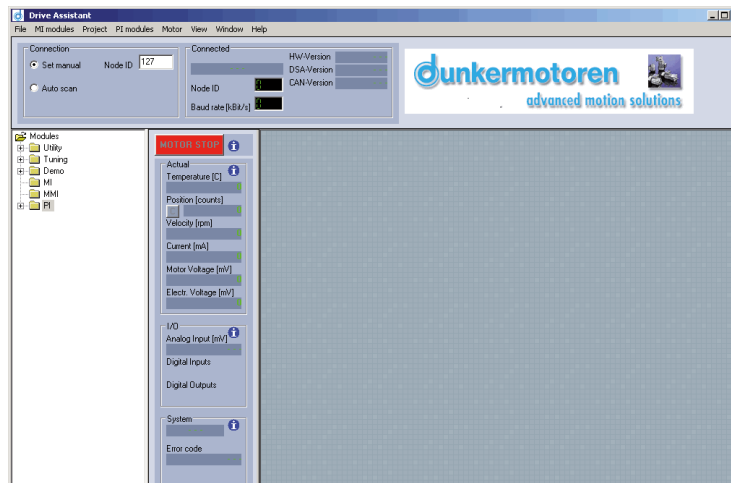 Drive Assistant
File MI modules Project PI modules Motor View Window Help
Connection
Set manual Node ID 127
Auto scan
Connected
Node ID
Baud rate[kBit/s]
HW-Version
DSA-Version
CAN-Version
dunkermotoren
advanced motion solutions
Modules
Utility
Tuning
Demo
MI
MMI
PI
MOTOR STOP
Actual
Temperature [C]
Position [counts]
Velocity [rpm]
Current [mA]
Motor Voltage [mV]
Electr. Voltage [mV]
I/O
Analog Input [mV]
Digital Inputs
Digital Outputs
System
Error code